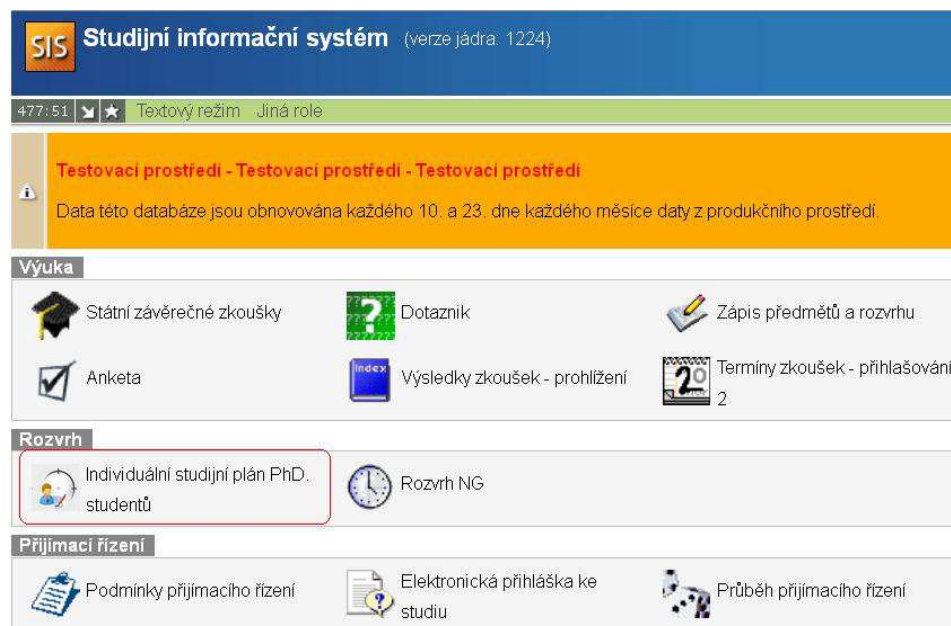 SIS Studijní informační systém (verze jádra: 1224)
477:51 Textový režim Jiná role
Testovací prostředí - Testovací prostředí - Testovací prostředí
Data této databáze jsou obnovována každého 10. a 23. dne každého měsíce daty z produkčního prostředí.
Výuka
Státní závěrečné zkoušky
Dotazník
Zápis předmětů a rozvrhu
Anketa
Index
Výsledky zkoušek - prohlížení
Termíny zkoušek - přihlašování
2
Rozvrh
Individuální studijní plán PhD.
studentů
Rozvrh NG
Přijímací řízení
Podmínky přijímacího řízení
Elektronická přihláška ke
studiu
Průběh přijímacího řízení